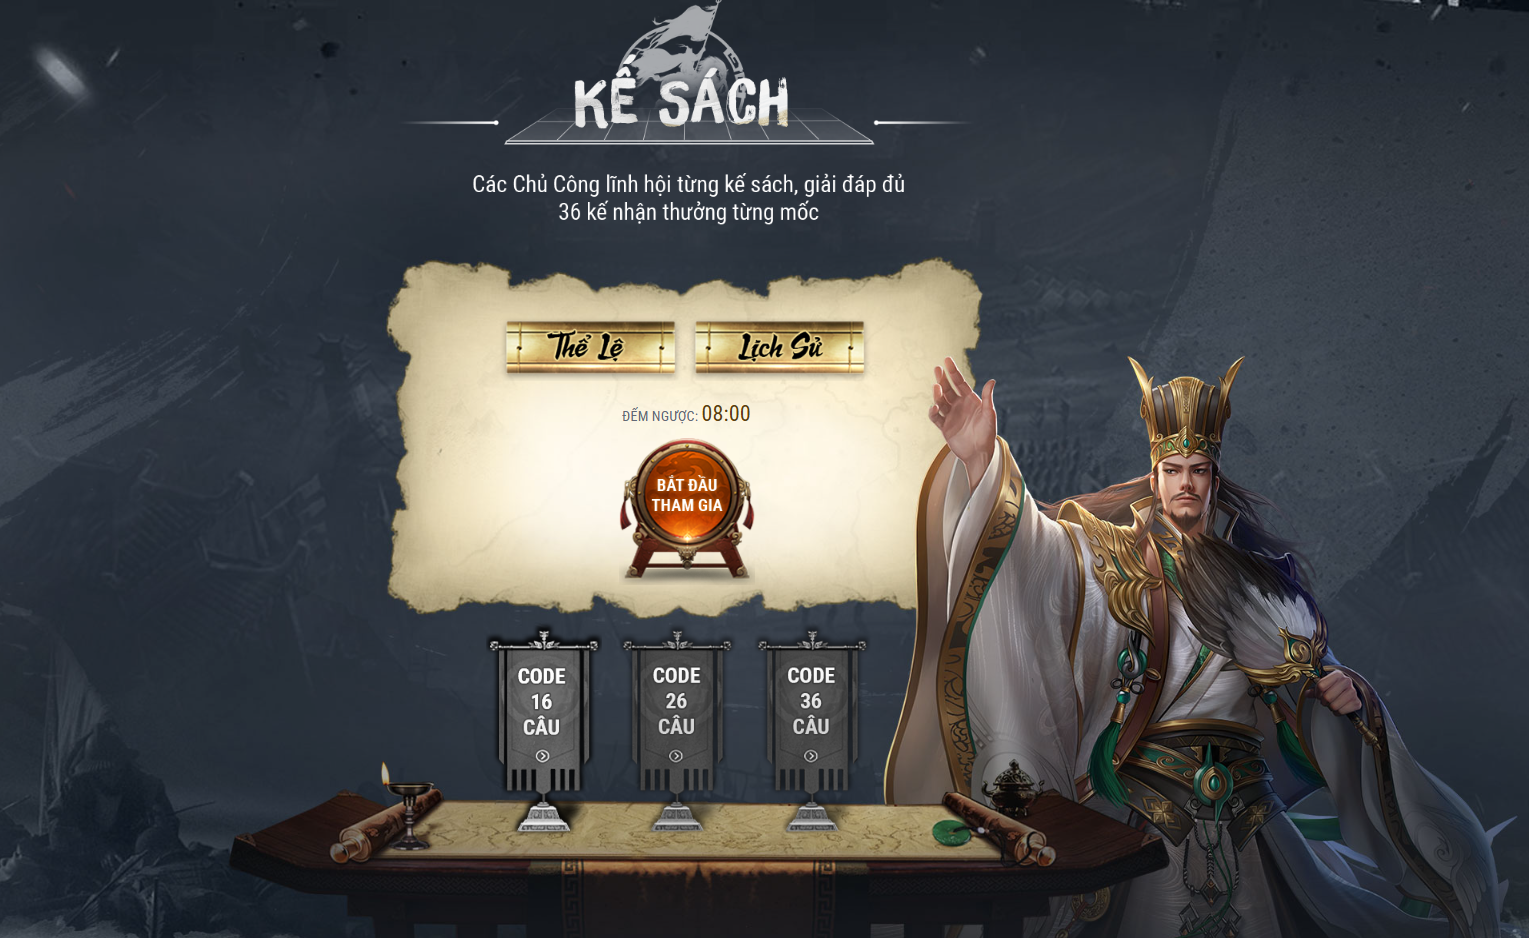 KẾ SÁCH
Các Chủ Công lĩnh hội từng kế sách, giải đáp đủ
36 kế nhận thưởng từng mốc
Thể Lệ
Lịch Sử
ĐẾM NGƯỢC: 08:00
BẮT ĐẦU
THAM GIA
CODE
16
CÂU
CODE
26
CÂU
CODE
36
CÂU